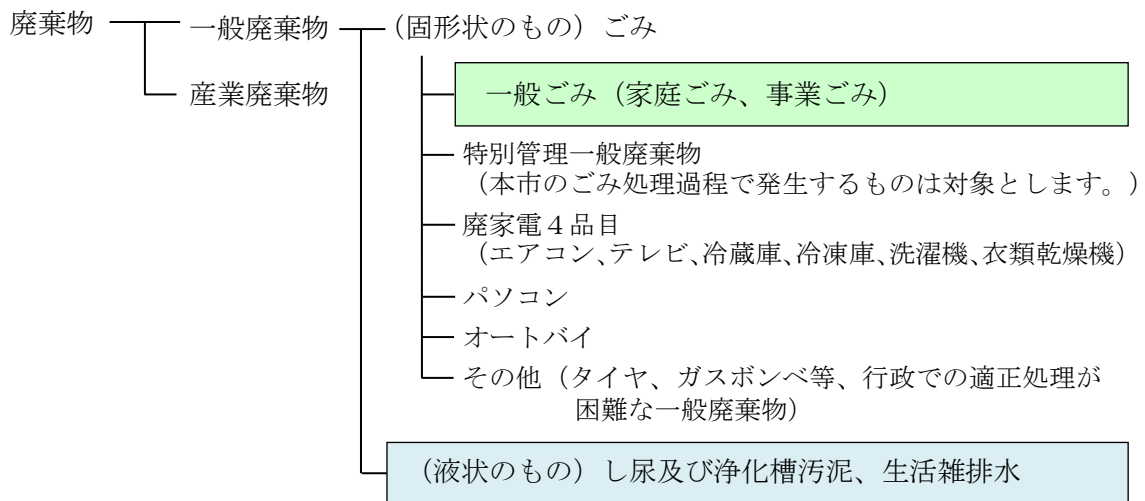 廃棄物
一般廃棄物
（固形状のもの）ごみ
産業廃棄物
一般ごみ（家庭ごみ、事業ごみ）
特別管理一般廃棄物
（本市のごみ処理過程で発生するものは対象とします。）
廃家電４品目
（エアコン､テレビ､冷蔵庫､冷凍庫､洗濯機､衣類乾燥機）
パソコン
オートバイ
その他（タイヤ、ガスボンベ等、行政での適正処理が
困難な一般廃棄物）
（液状のもの）し尿及び浄化槽汚泥、生活雑排水